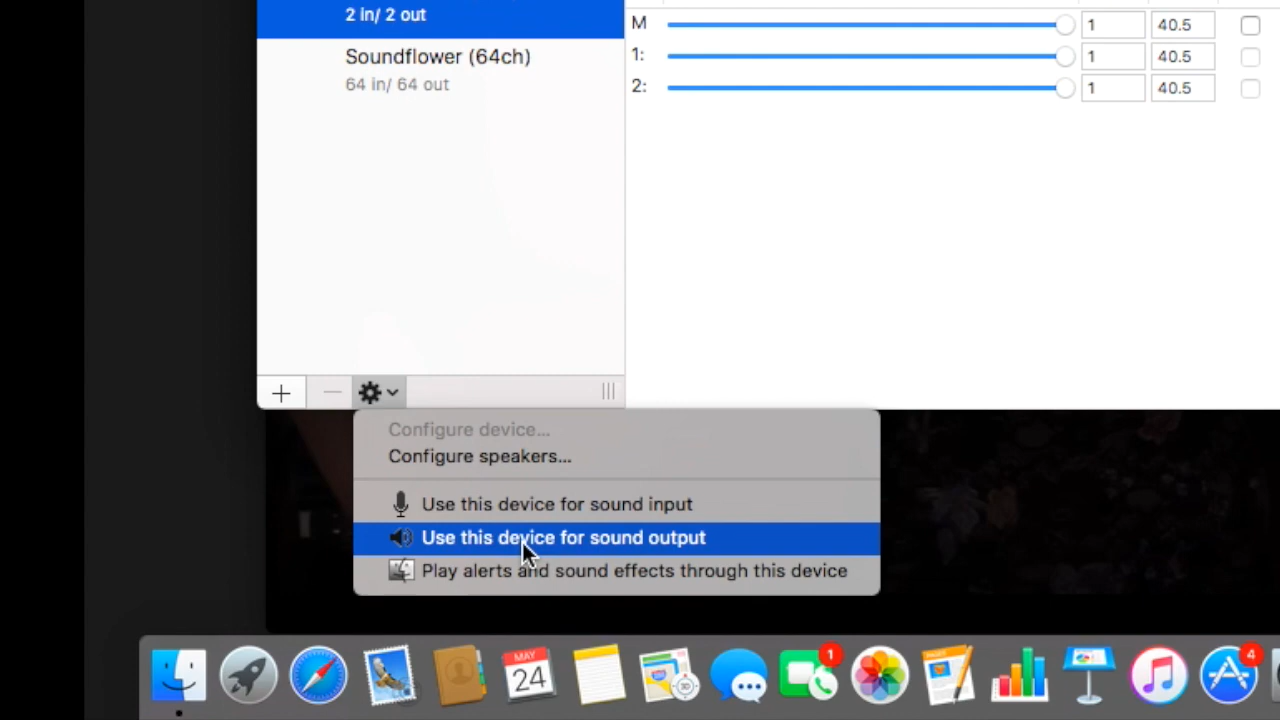 2 in/ 2 out
Soundflower (64ch)
64 in/ 64 out
M 1 40.5
1: 1 40.5
2: 1 40.5
Configure device...
Configure speakers...
Use this device for sound input
Use this device for sound output
Play alerts and sound effects through this device
MAY
24
1
4